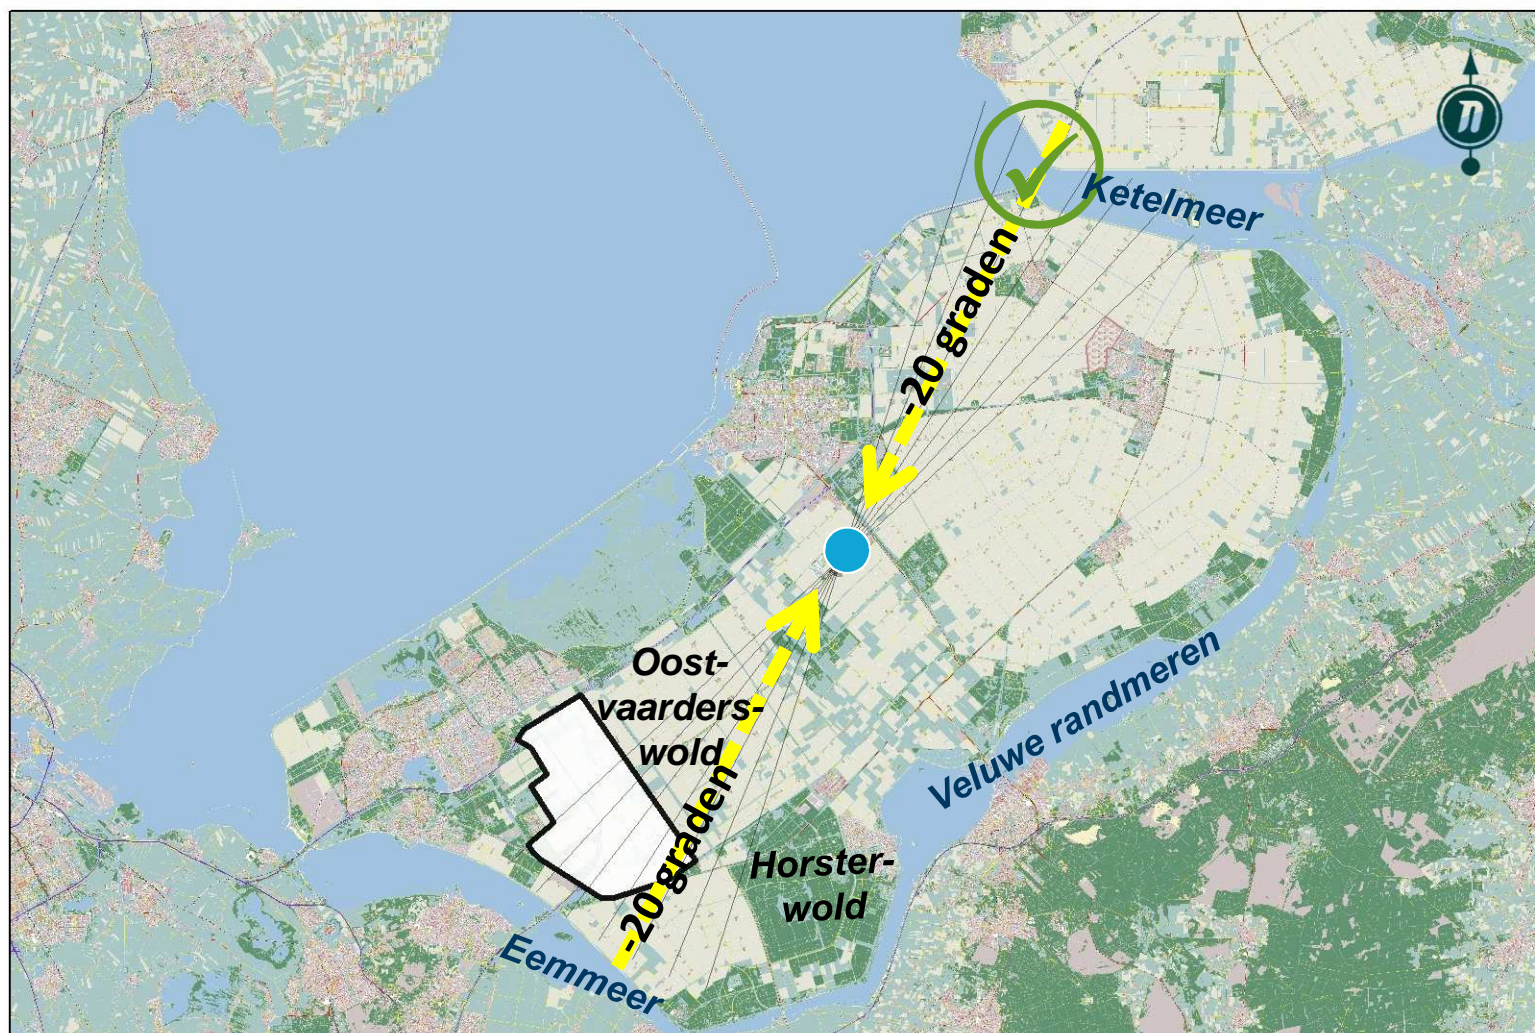 n
Ketelmeer
-20 graden
Oost-
vaarders-
wold
Veluwe randmeren
-20 graden
Horster-
wold
Eemmeer